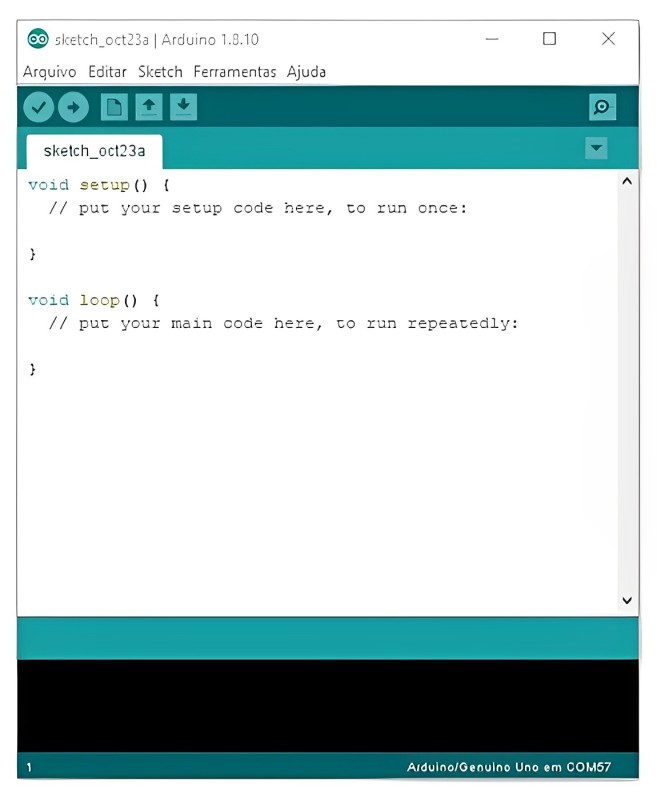 sketch_oct23a | Arduino 1.8.10
Arquivo Editar Sketch Ferramentas Ajuda
sketch_oct23a
void setup() {
// put your setup code here, to run once:
}
void loop() {
// put your main code here, to run repeatedly:
}
1 Arduino/Genuino Uno em COM57